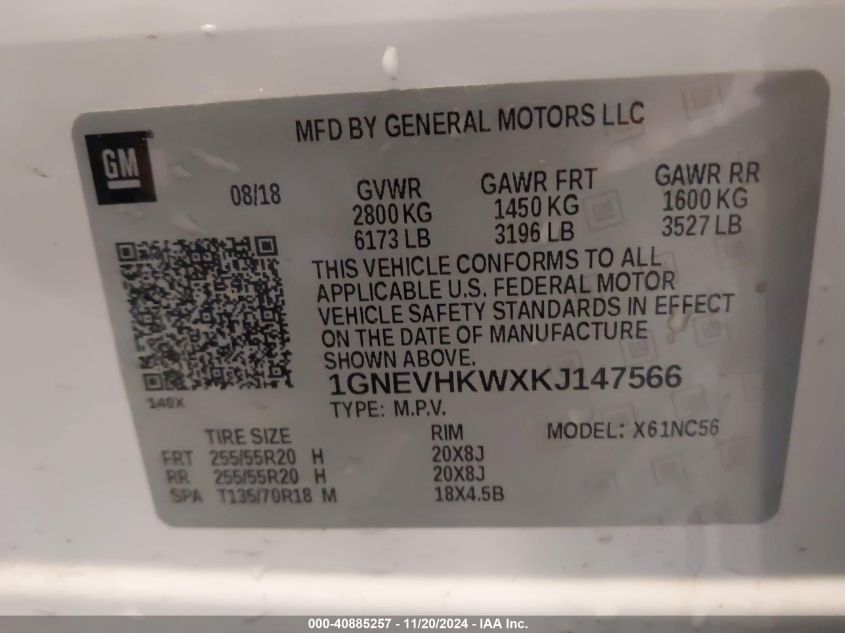 MFD BY GENERAL MOTORS LLC
GM
08/18
GVWR
2800 KG
6173 LB
GAWR FRT
1450 KG
3196 LB
GAWR RR
1600 KG
3527 LB
THIS VEHICLE CONFORMS TO ALL
APPLICABLE U.S. FEDERAL MOTOR
VEHICLE SAFETY STANDARDS IN EFFECT
ON THE DATE OF MANUFACTURE
SHOWN ABOVE.
1GNEVHKWXKJ147566
140X
TYPE: M.P.V.
MODEL: X61NC56
TIRE SIZE RIM
FRT 255/55R20 H 20X8J
RR 255/55R20 H 20X8J
SPA T135/70R18 M 18X4.5B
000-40885257 - 11/20/2024 - IAA Inc.